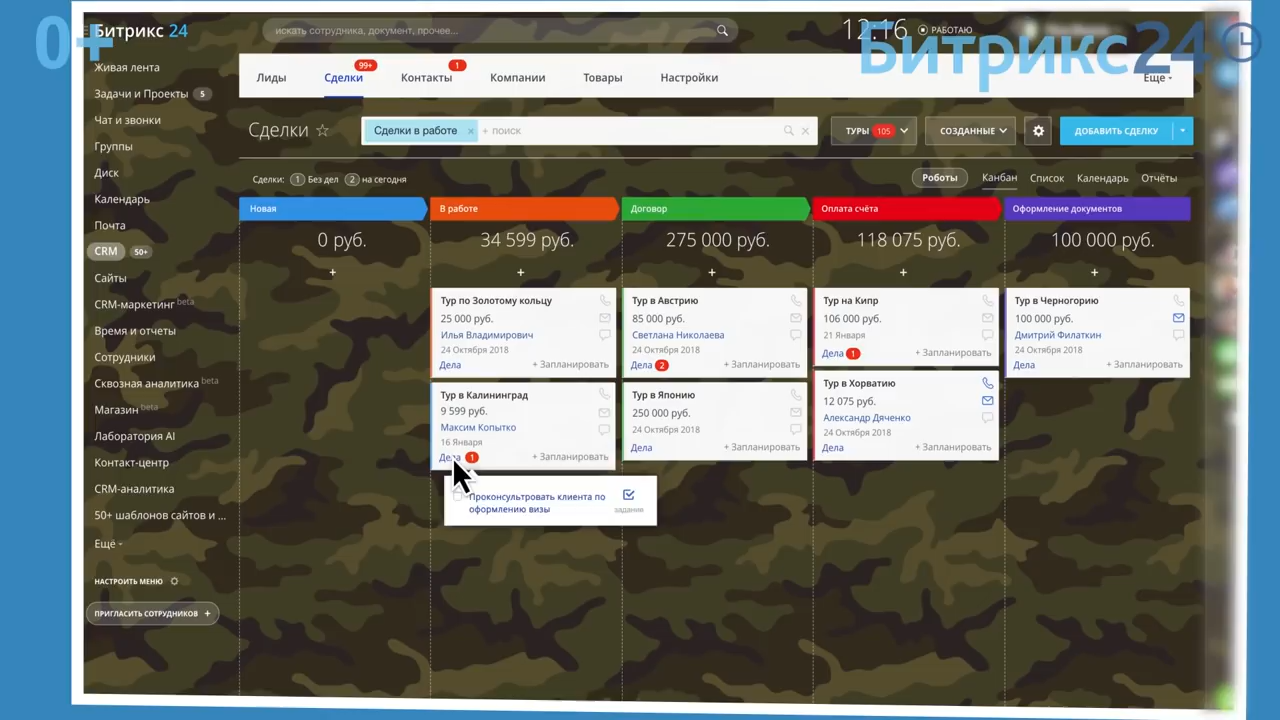 0+
Битрикс 24
искать сотрудника, документ, прочее...
12:16
РАБОТАЮ
Битрикс24
Живая лента
Задачи и Проекты 5
Чат и звонки
Группы
Диск
Календарь
Почта
CRM 50+
Сайты
CRM-маркетинг beta
Время и отчеты
Сотрудники
Сквозная аналитика beta
Магазин beta
Лаборатория AI
Контакт-центр
CRM-аналитика
50+ шаблонов сайтов и ...
Ещё
НАСТРОИТЬ МЕНЮ
ПРИГЛАСИТЬ СОТРУДНИКОВ +
Лиды
Сделки 99+
Контакты 1
Компании
Товары
Настройки
Еще
Сделки
Сделки в работе ×
+ поиск
ТУРЫ 105
СОЗДАННЫЕ
ДОБАВИТЬ СДЕЛКУ
Сделки: 1 Без дел 2 на сегодня
Роботы
Канбан
Список
Календарь
Отчёты
Новая
0 руб.
+
В работе
34 599 руб.
+
Тур по Золотому кольцу
25 000 руб.
Илья Владимирович
24 Октября 2018
Дела + Запланировать
Тур в Калининград
9 599 руб.
Максим Копытко
16 Января
Дела 1 + Запланировать
Проконсультровать клиента по
оформлению визы
задания
Договор
275 000 руб.
+
Тур в Австрию
85 000 руб.
Светлана Николаева
24 Октября 2018
Дела 2 + Запланировать
Тур в Японию
250 000 руб.
24 Октября 2018
Дела + Запланировать
Оплата счёта
118 075 руб.
+
Тур на Кипр
106 000 руб.
21 Января
Дела 1 + Запланировать
Тур в Хорватию
12 075 руб.
Александр Дяченко
24 Октября 2018
Дела + Запланировать
Оформление документов
100 000 руб.
+
Тур в Черногорию
100 000 руб.
Дмитрий Филаткин
24 Октября 2018
Дела + Запланировать